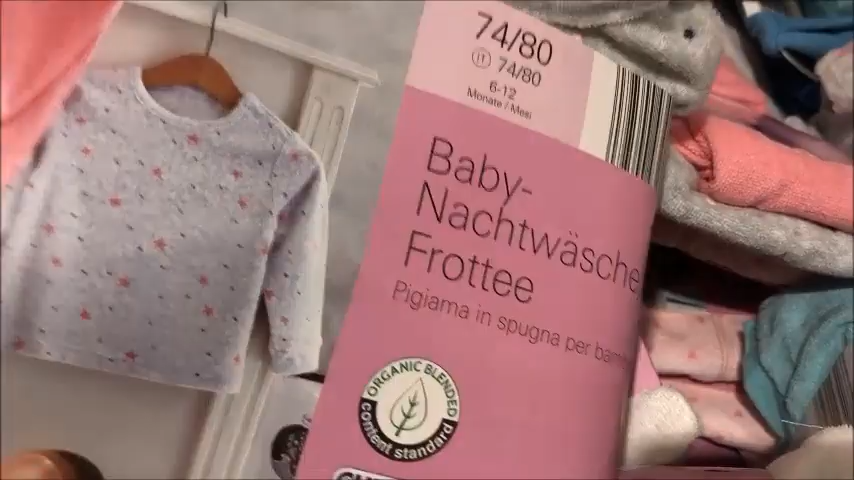 74/80
IT 74/80
6-12
Monate / Mesi
Baby-
Nachtwäsche
Frottee
Pigiama in spugna per
ORGANIC BLENDED
content standard